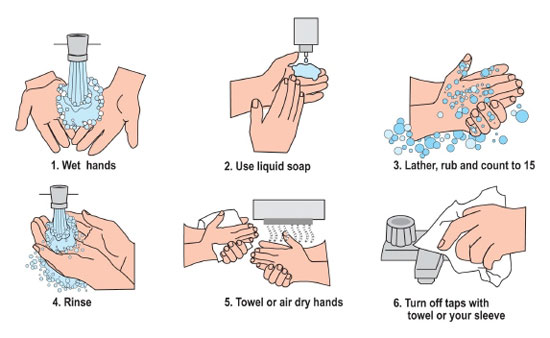 1. Wet hands
2. Use liquid soap
3. Lather, rub and count to 15
4. Rinse
5. Towel or air dry hands
6. Turn off taps with
towel or your sleeve